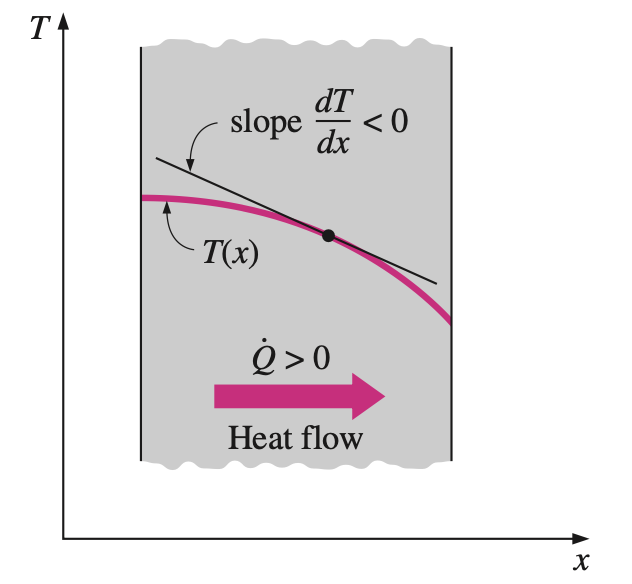 T
slope dT/dx < 0
T(x)
Q̇ > 0
Heat flow
x